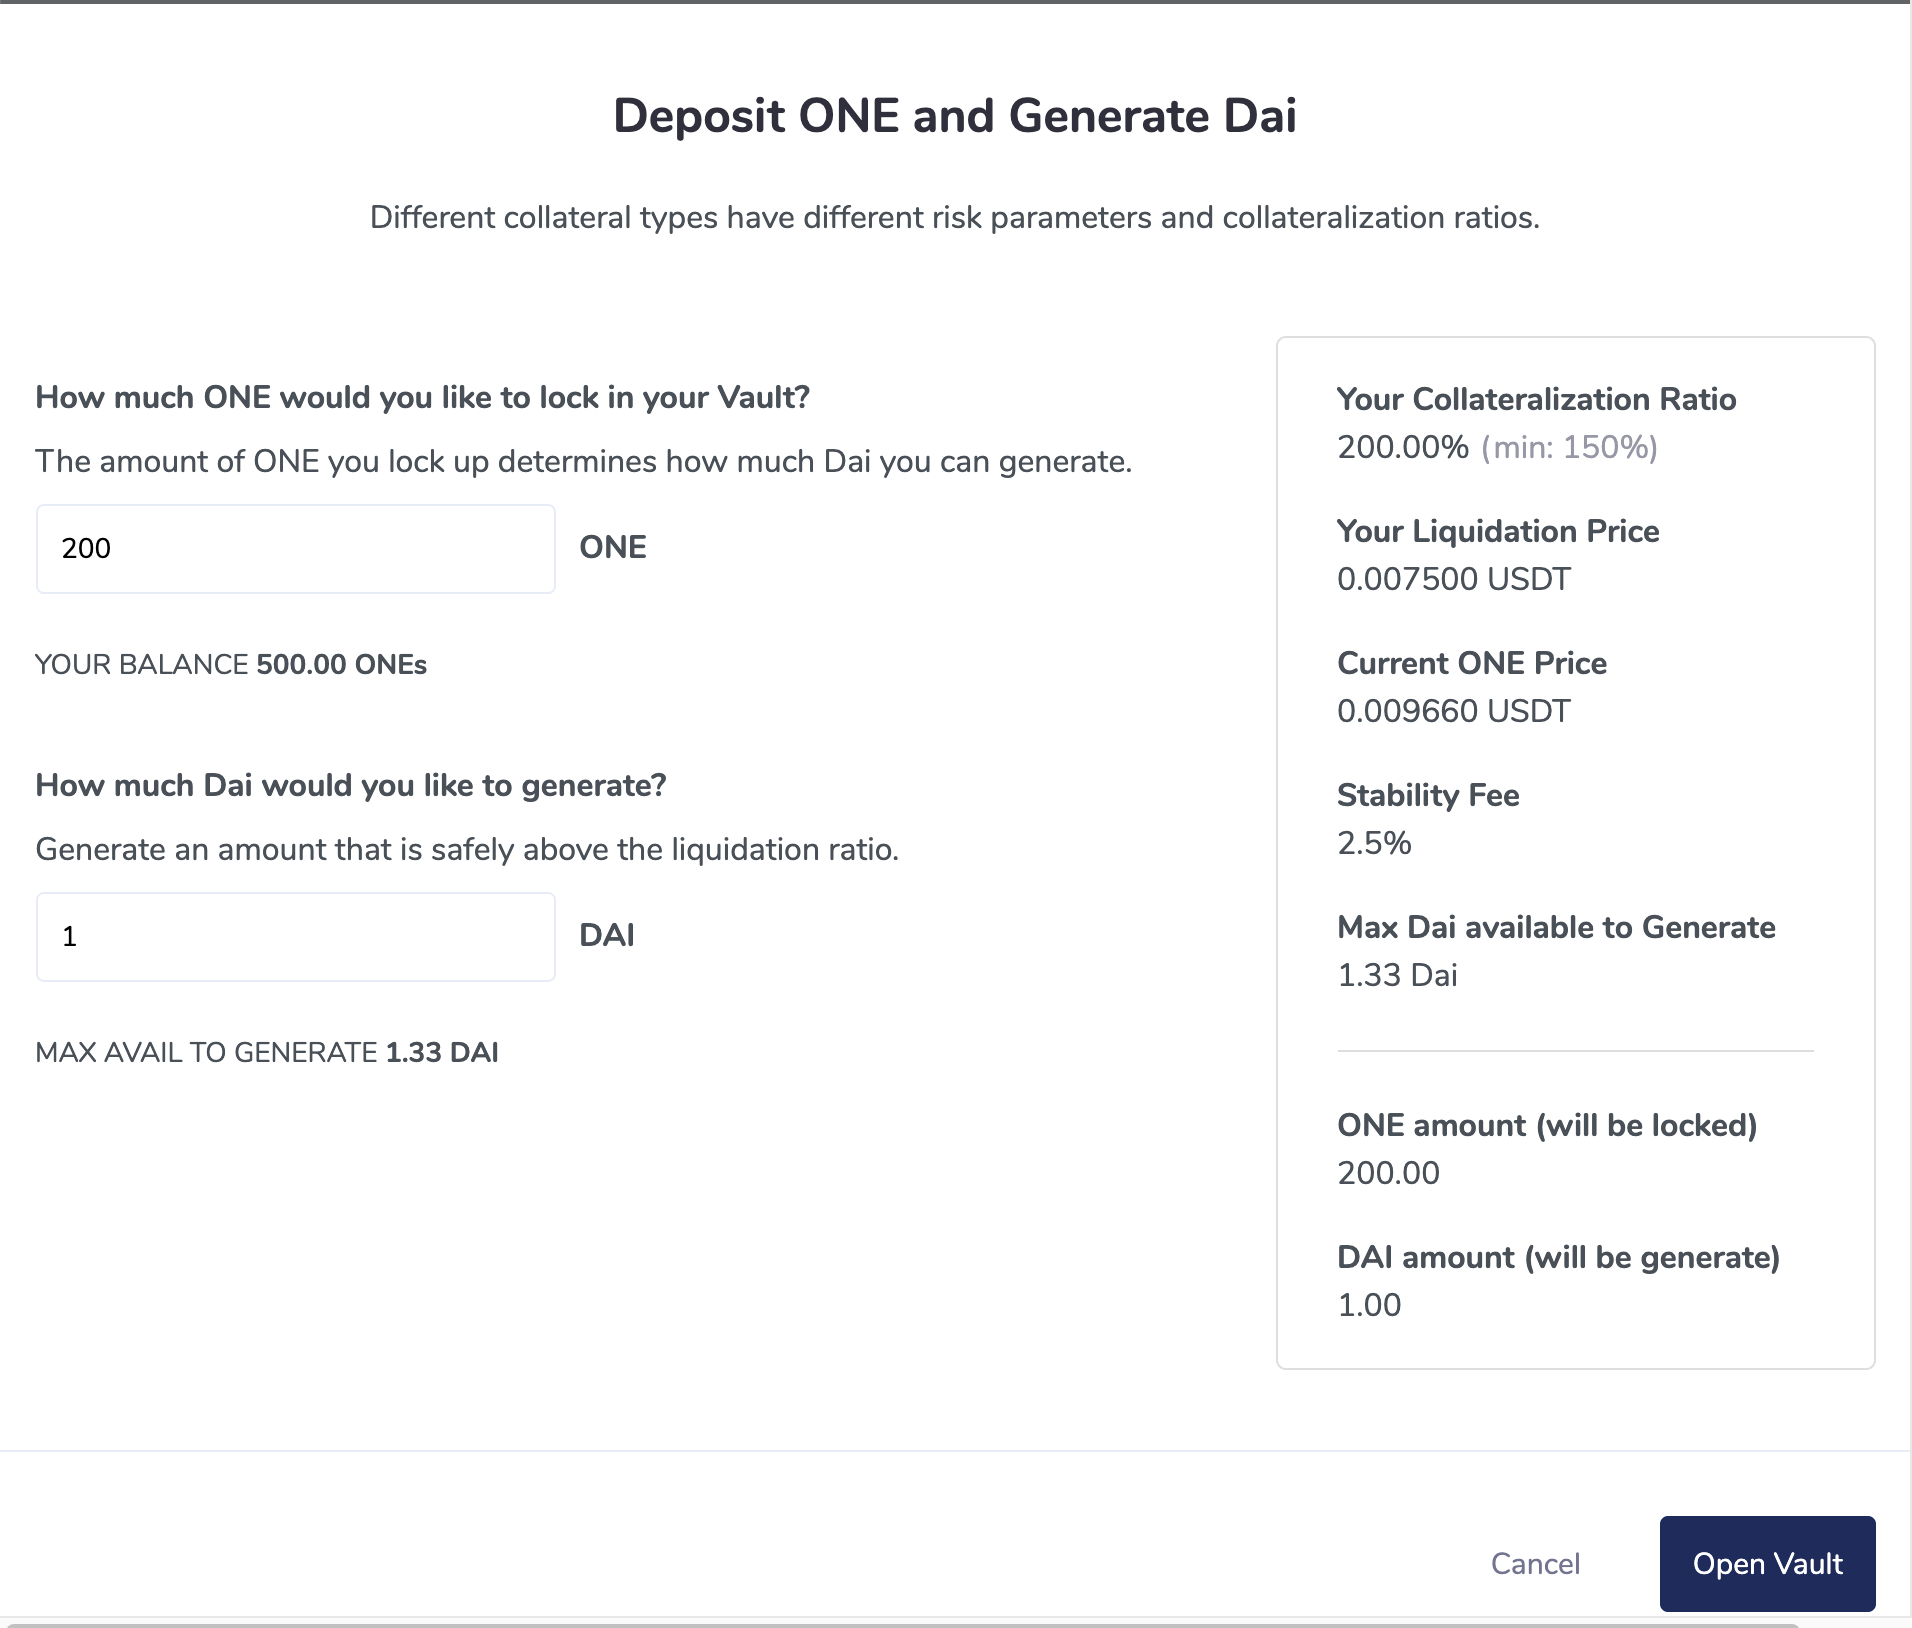 Deposit ONE and Generate Dai
Different collateral types have different risk parameters and collateralization ratios.
How much ONE would you like to lock in your Vault?
The amount of ONE you lock up determines how much Dai you can generate.
200 ONE
YOUR BALANCE 500.00 ONEs
How much Dai would you like to generate?
Generate an amount that is safely above the liquidation ratio.
1 DAI
MAX AVAIL TO GENERATE 1.33 DAI
Your Collateralization Ratio
200.00% (min: 150%)
Your Liquidation Price
0.007500 USDT
Current ONE Price
0.009660 USDT
Stability Fee
2.5%
Max Dai available to Generate
1.33 Dai
ONE amount (will be locked)
200.00
DAI amount (will be generate)
1.00
Cancel
Open Vault